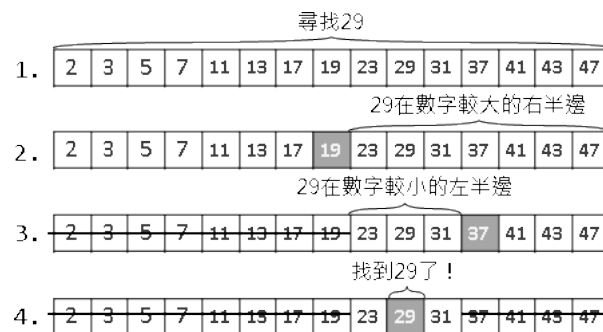 尋找29
1. 2 3 5 7 11 13 17 19 23 29 31 37 41 43 47
29在數字較大的右半邊
2. 2 3 5 7 11 13 17 19 23 29 31 37 41 43 47
29在數字較小的左半邊
3. 2 3 5 7 11 13 17 19 23 29 31 37 41 43 47
找到29了！
4. 2 3 5 7 11 13 17 19 23 29 31 37 41 43 47